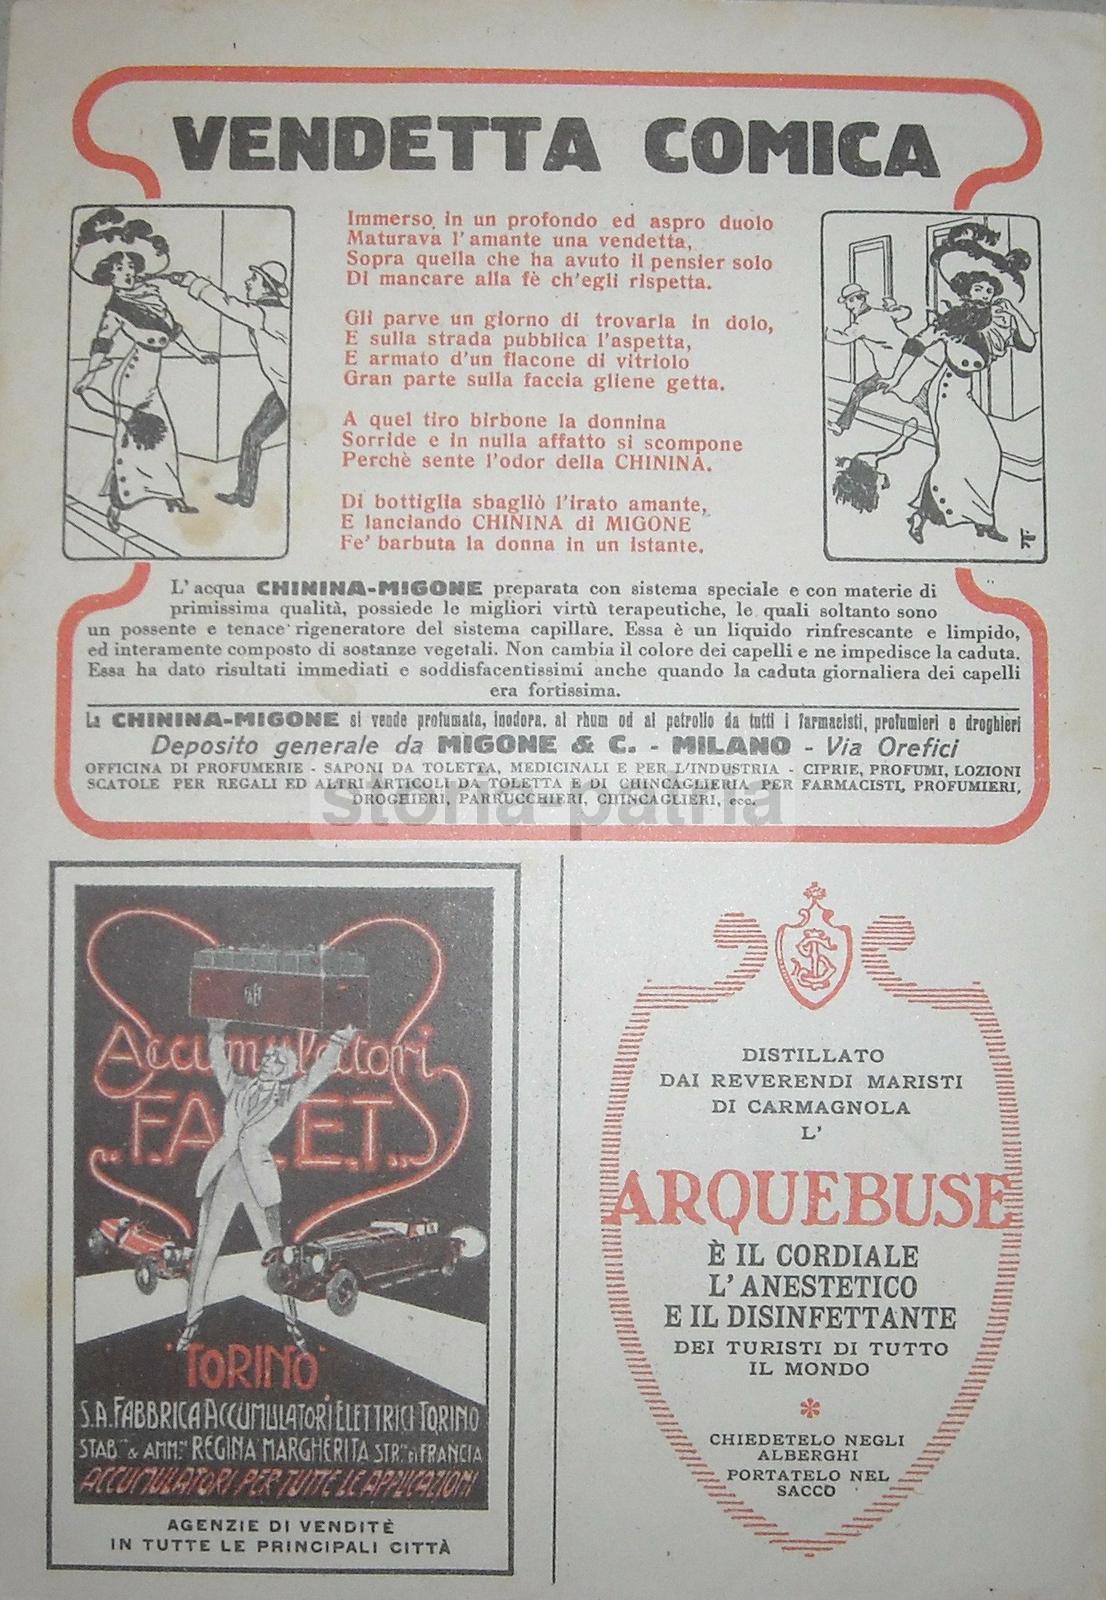 VENDETTA COMICA
Immerso in un profondo ed aspro duolo
Maturava l'amante una vendetta,
Sopra quella che ha avuto il pensier solo
Di mancare alla fè ch'egli rispetta.
Gli parve un giorno di trovarla in dolo,
E sulla strada pubblica l'aspetta,
E armato d'un flacone di vitriolo
Gran parte sulla faccia gliene getta.
A quel tiro birbone la donnina
Sorride e in nulla affatto si scompone
Perchè sente l'odor della CHININA.
Di bottiglia sbagliò l'irato amante,
E lanciando CHININA di MIGONE
Fe' barbuta la donna in un istante.
L'acqua CHININA-MIGONE preparata con sistema speciale e con materie di
primissima qualità, possiede le migliori virtù terapeutiche, le quali soltanto sono
un possente e tenace rigeneratore del sistema capillare. Essa è un liquido rinfrescante e limpido,
ed interamente composto di sostanze vegetali. Non cambia il colore dei capelli e ne impedisce la caduta.
Essa ha dato risultati immediati e soddisfacentissimi anche quando la caduta giornaliera dei capelli
era fortissima.
La CHININA-MIGONE si vende profumata, inodora, al rhum od al petrolio da tutti i farmacisti, profumieri e droghieri
Deposito generale da MIGONE & C. - MILANO - Via Orefici
OFFICINA DI PROFUMERIE - SAPONI DA TOLETTA, MEDICINALI E PER L'INDUSTRIA - CIPRIE, PROFUMI, LOZIONI
SCATOLE PER REGALI ED ALTRI ARTICOLI DA TOLETTA E DI CHINCAGLIERIA PER FARMACISTI, PROFUMIERI,
DROGHIERI, PARRUCCHIERI, CHINCAGLIERI, ecc.
storia-patria
FAET
Accumulatori
"F.A.E.T."
"TORINO"
S.A. FABBRICA ACCUMULATORI ELETTRICI TORINO
STAB.to & AMM.ne REGINA MARGHERITA STR. di FRANCIA
ACCUMULATORI PER TUTTE LE APPLICAZIONI
AGENZIE DI VENDITÈ
IN TUTTE LE PRINCIPALI CITTÀ
DISTILLATO
DAI REVERENDI MARISTI
DI CARMAGNOLA
L'
ARQUEBUSE
È IL CORDIALE
L'ANESTETICO
E IL DISINFETTANTE
DEI TURISTI DI TUTTO
IL MONDO
CHIEDETELO NEGLI
ALBERGHI
PORTATELO NEL
SACCO